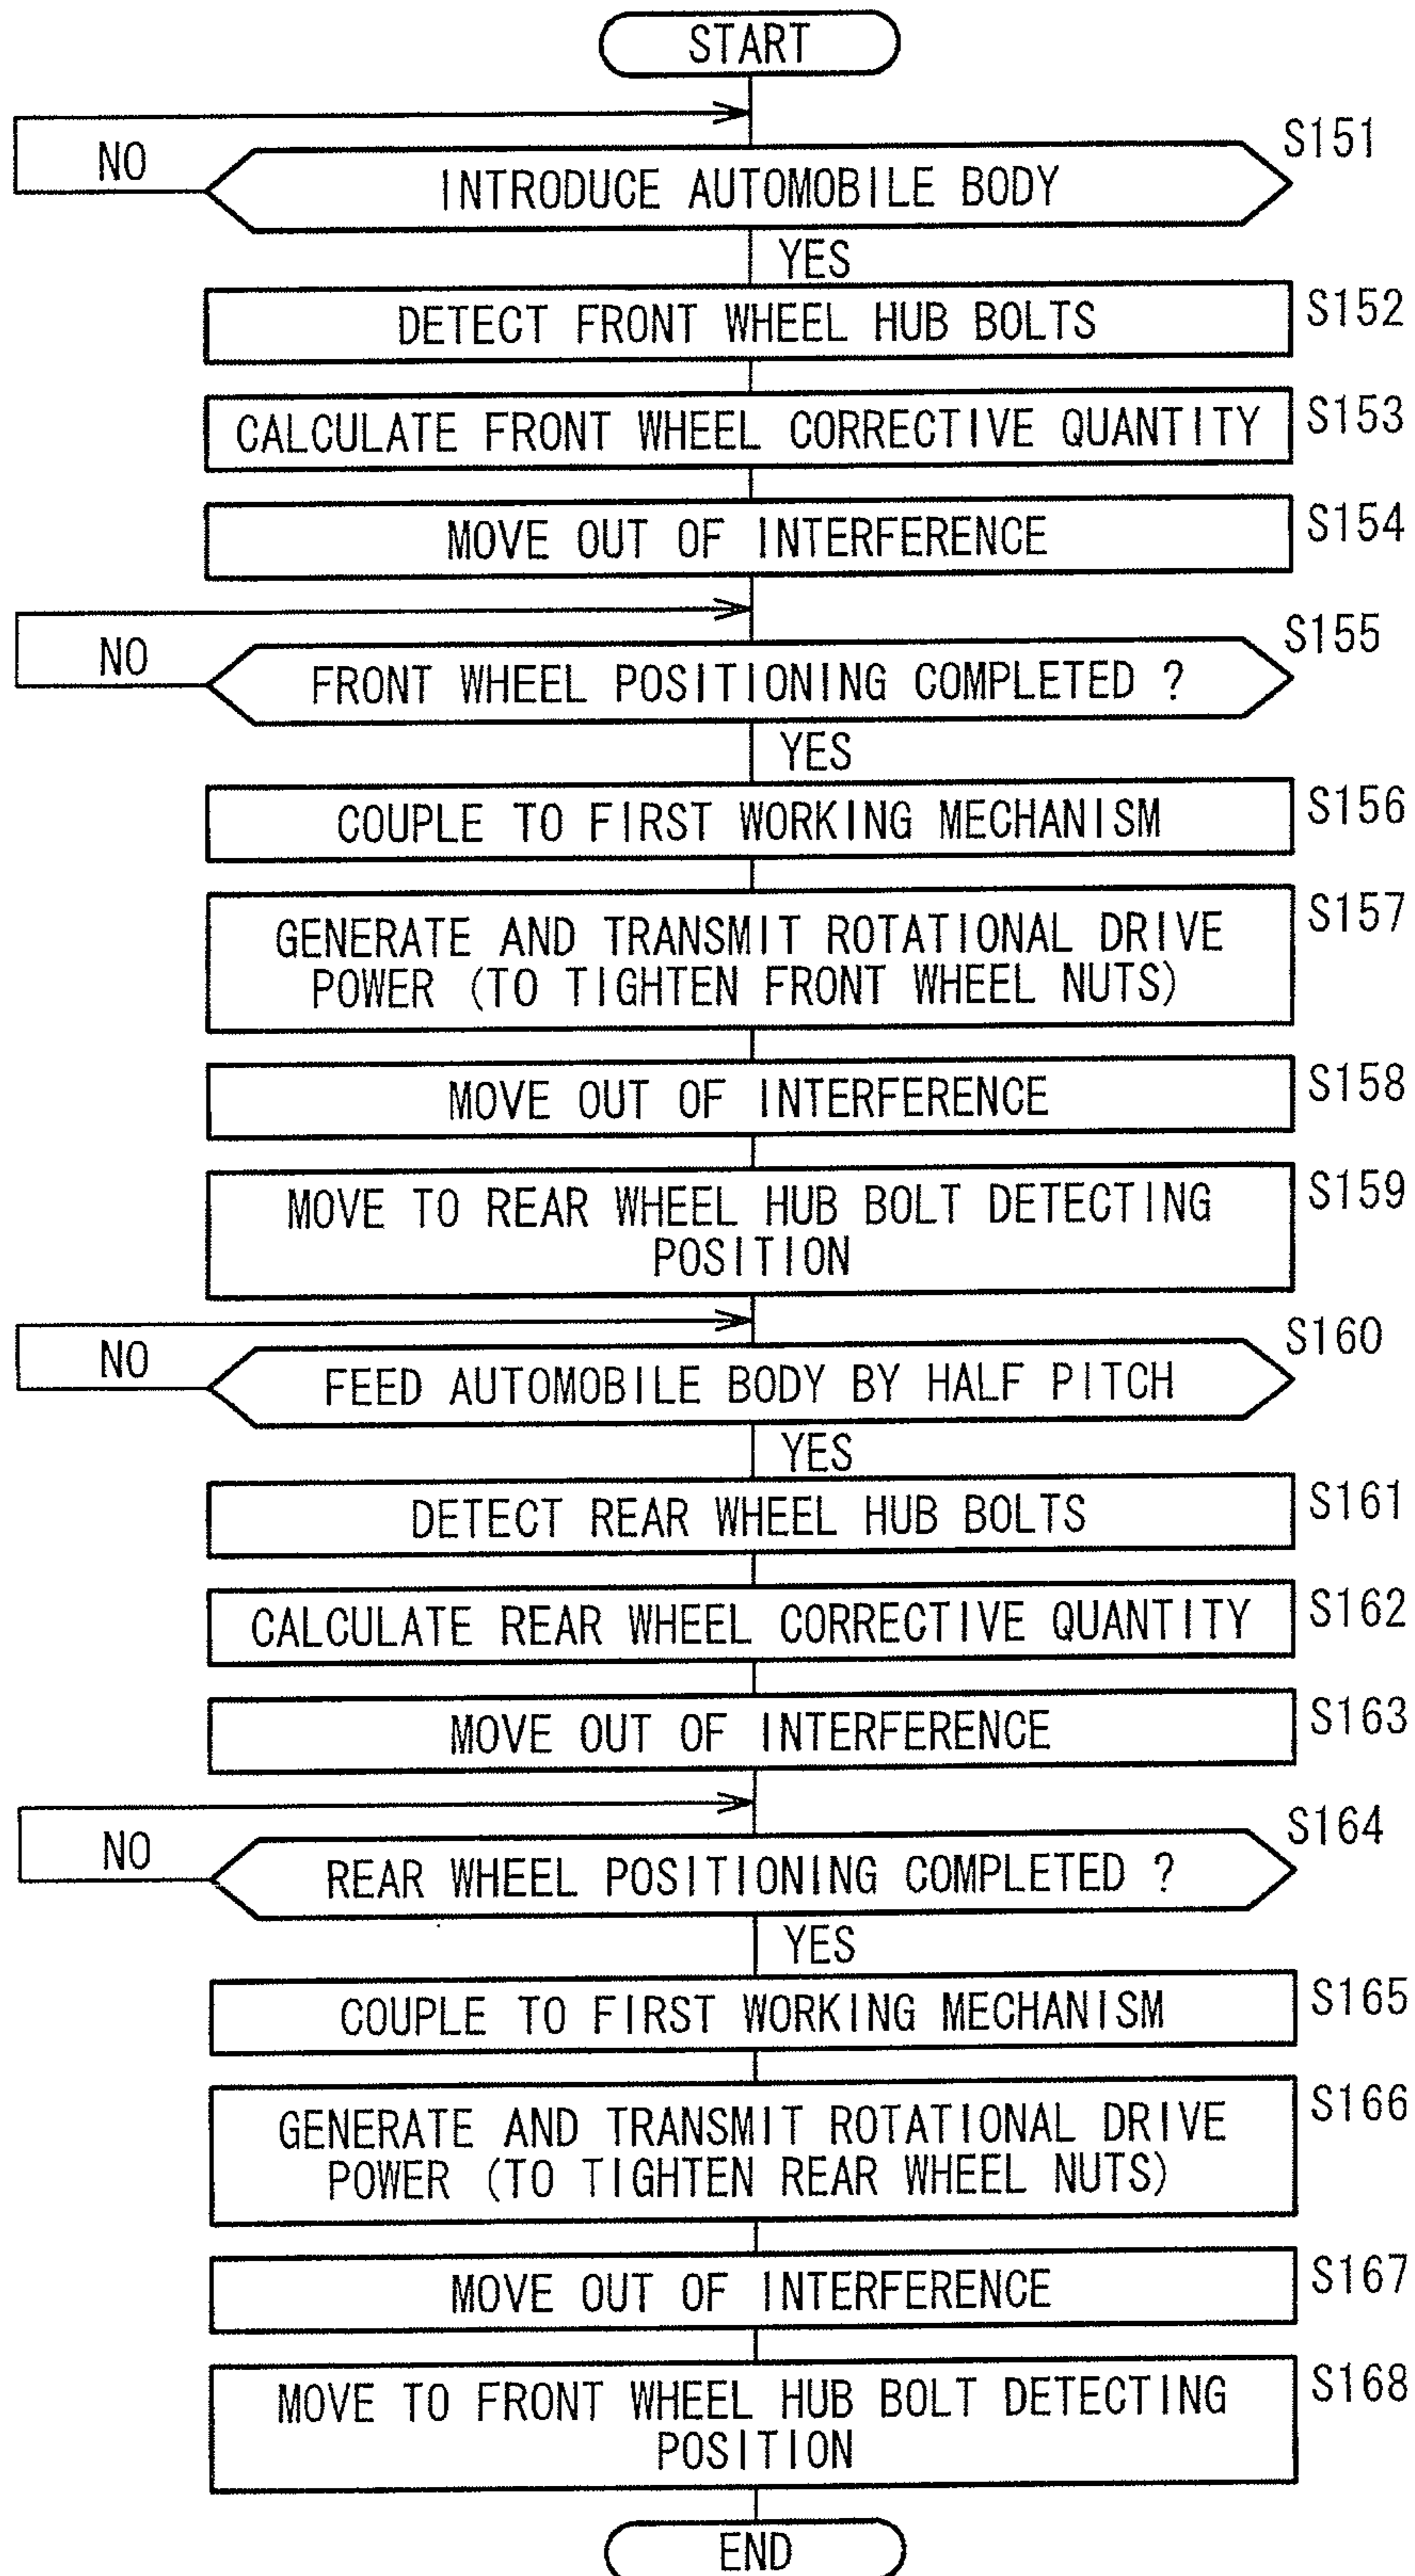 START
NO
S151
INTRODUCE AUTOMOBILE BODY
YES
DETECT FRONT WHEEL HUB BOLTS
S152
CALCULATE FRONT WHEEL CORRECTIVE QUANTITY
S153
MOVE OUT OF INTERFERENCE
S154
NO
S155
FRONT WHEEL POSITIONING COMPLETED ?
YES
COUPLE TO FIRST WORKING MECHANISM
S156
GENERATE AND TRANSMIT ROTATIONAL DRIVE
POWER (TO TIGHTEN FRONT WHEEL NUTS)
S157
MOVE OUT OF INTERFERENCE
S158
MOVE TO REAR WHEEL HUB BOLT DETECTING
POSITION
S159
NO
S160
FEED AUTOMOBILE BODY BY HALF PITCH
YES
DETECT REAR WHEEL HUB BOLTS
S161
CALCULATE REAR WHEEL CORRECTIVE QUANTITY
S162
MOVE OUT OF INTERFERENCE
S163
NO
S164
REAR WHEEL POSITIONING COMPLETED ?
YES
COUPLE TO FIRST WORKING MECHANISM
S165
GENERATE AND TRANSMIT ROTATIONAL DRIVE
POWER (TO TIGHTEN REAR WHEEL NUTS)
S166
MOVE OUT OF INTERFERENCE
S167
MOVE TO FRONT WHEEL HUB BOLT DETECTING
POSITION
S168
END